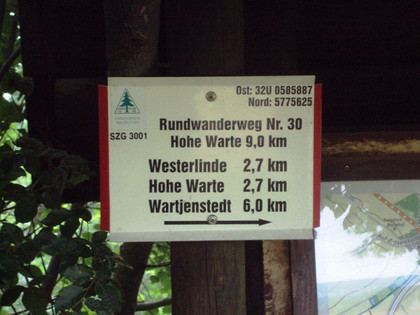 Ost: 32U 0585887
Nord: 5775625
SZG 3001
Rundwanderweg Nr. 30
Hohe Warte 9,0 km
Westerlinde 2,7 km
Hohe Warte 2,7 km
Wartjenstedt 6,0 km